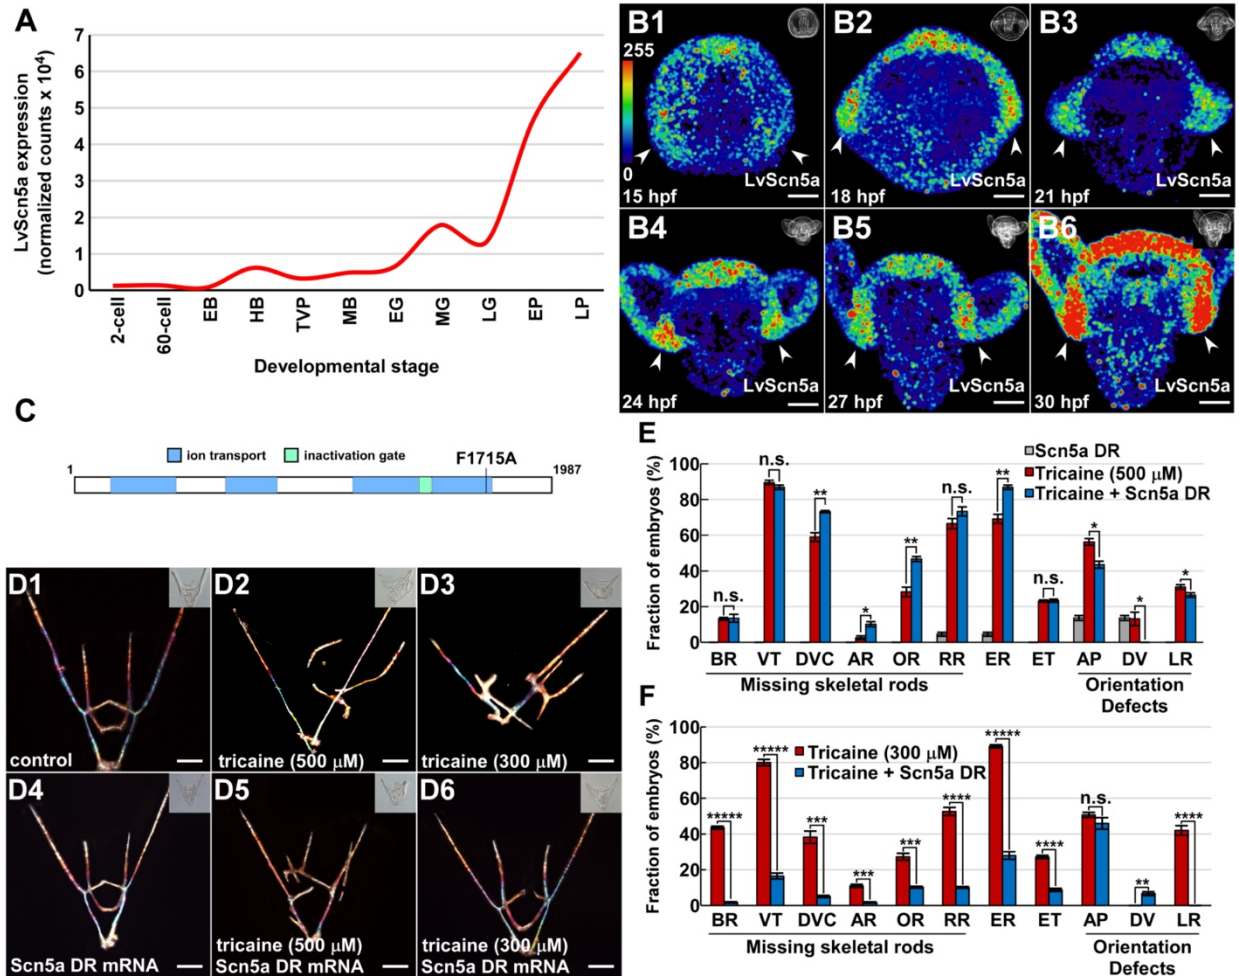 A
LvScn5a expression
(normalized counts x 10⁴)
7
6
5
4
3
2
1
0
2-cell
60-cell
EB
HB
TVP
MB
EG
MG
LG
EP
LP
Developmental stage
B1
255
0
15 hpf
LvScn5a
B2
18 hpf
LvScn5a
B3
21 hpf
LvScn5a
B4
24 hpf
LvScn5a
B5
27 hpf
LvScn5a
B6
30 hpf
LvScn5a
C
ion transport
inactivation gate
F1715A
1
1987
D1
control
D2
tricaine (500 μM)
D3
tricaine (300 μM)
D4
Scn5a DR mRNA
D5
tricaine (500 μM)
Scn5a DR mRNA
D6
tricaine (300 μM)
Scn5a DR mRNA
E
Fraction of embryos (%)
100
80
60
40
20
0
Scn5a DR
Tricaine (500 μM)
Tricaine + Scn5a DR
n.s.
n.s.
**
*
**
n.s.
**
n.s.
*
*
*
BR VT DVC AR OR RR ER ET AP DV LR
Missing skeletal rods
Orientation
Defects
F
Fraction of embryos (%)
100
80
60
40
20
0
Tricaine (300 μM)
Tricaine + Scn5a DR
*****
*****
***
***
***
****
*****
****
n.s.
**
****
BR VT DVC AR OR RR ER ET AP DV LR
Missing skeletal rods
Orientation
Defects